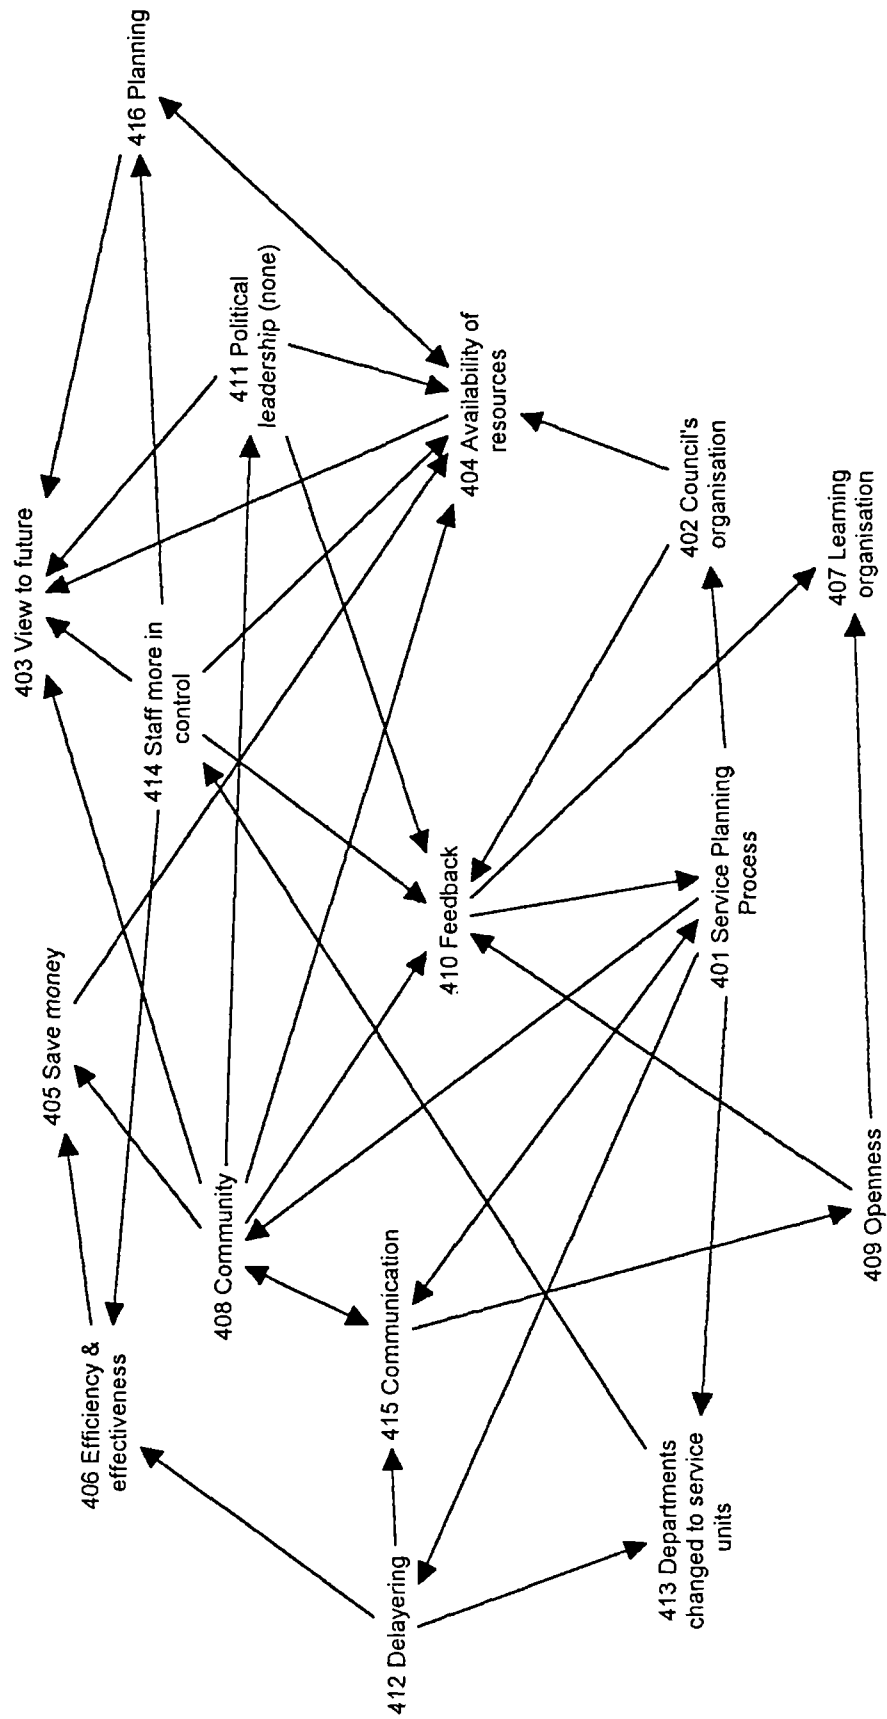 403 View to future
416 Planning
405 Save money
414 Staff more in
control
406 Efficiency &
effectiveness
411 Political
leadership (none)
408 Community
404 Availability of
resources
415 Communication
410 Feedback
412 Delayering
402 Council's
organisation
401 Service Planning
Process
413 Departments
changed to service
units
407 Learning
organisation
409 Openness